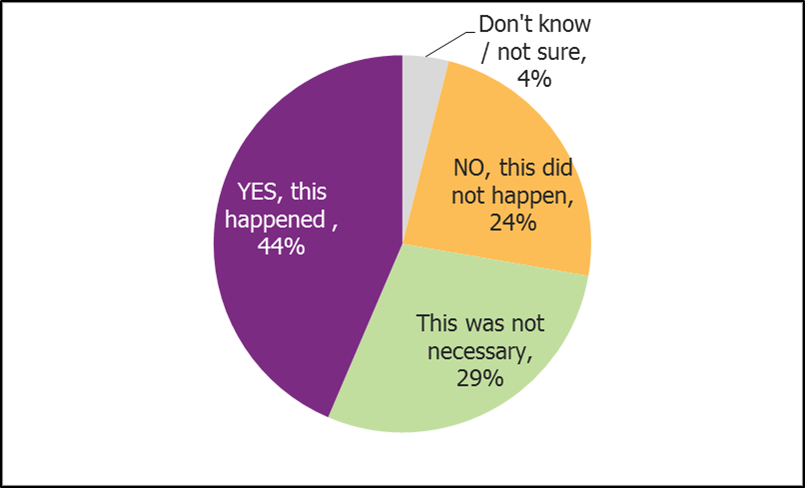 Don't know
/ not sure,
4%
NO, this did
not happen,
24%
YES, this
happened ,
44%
This was not
necessary,
29%